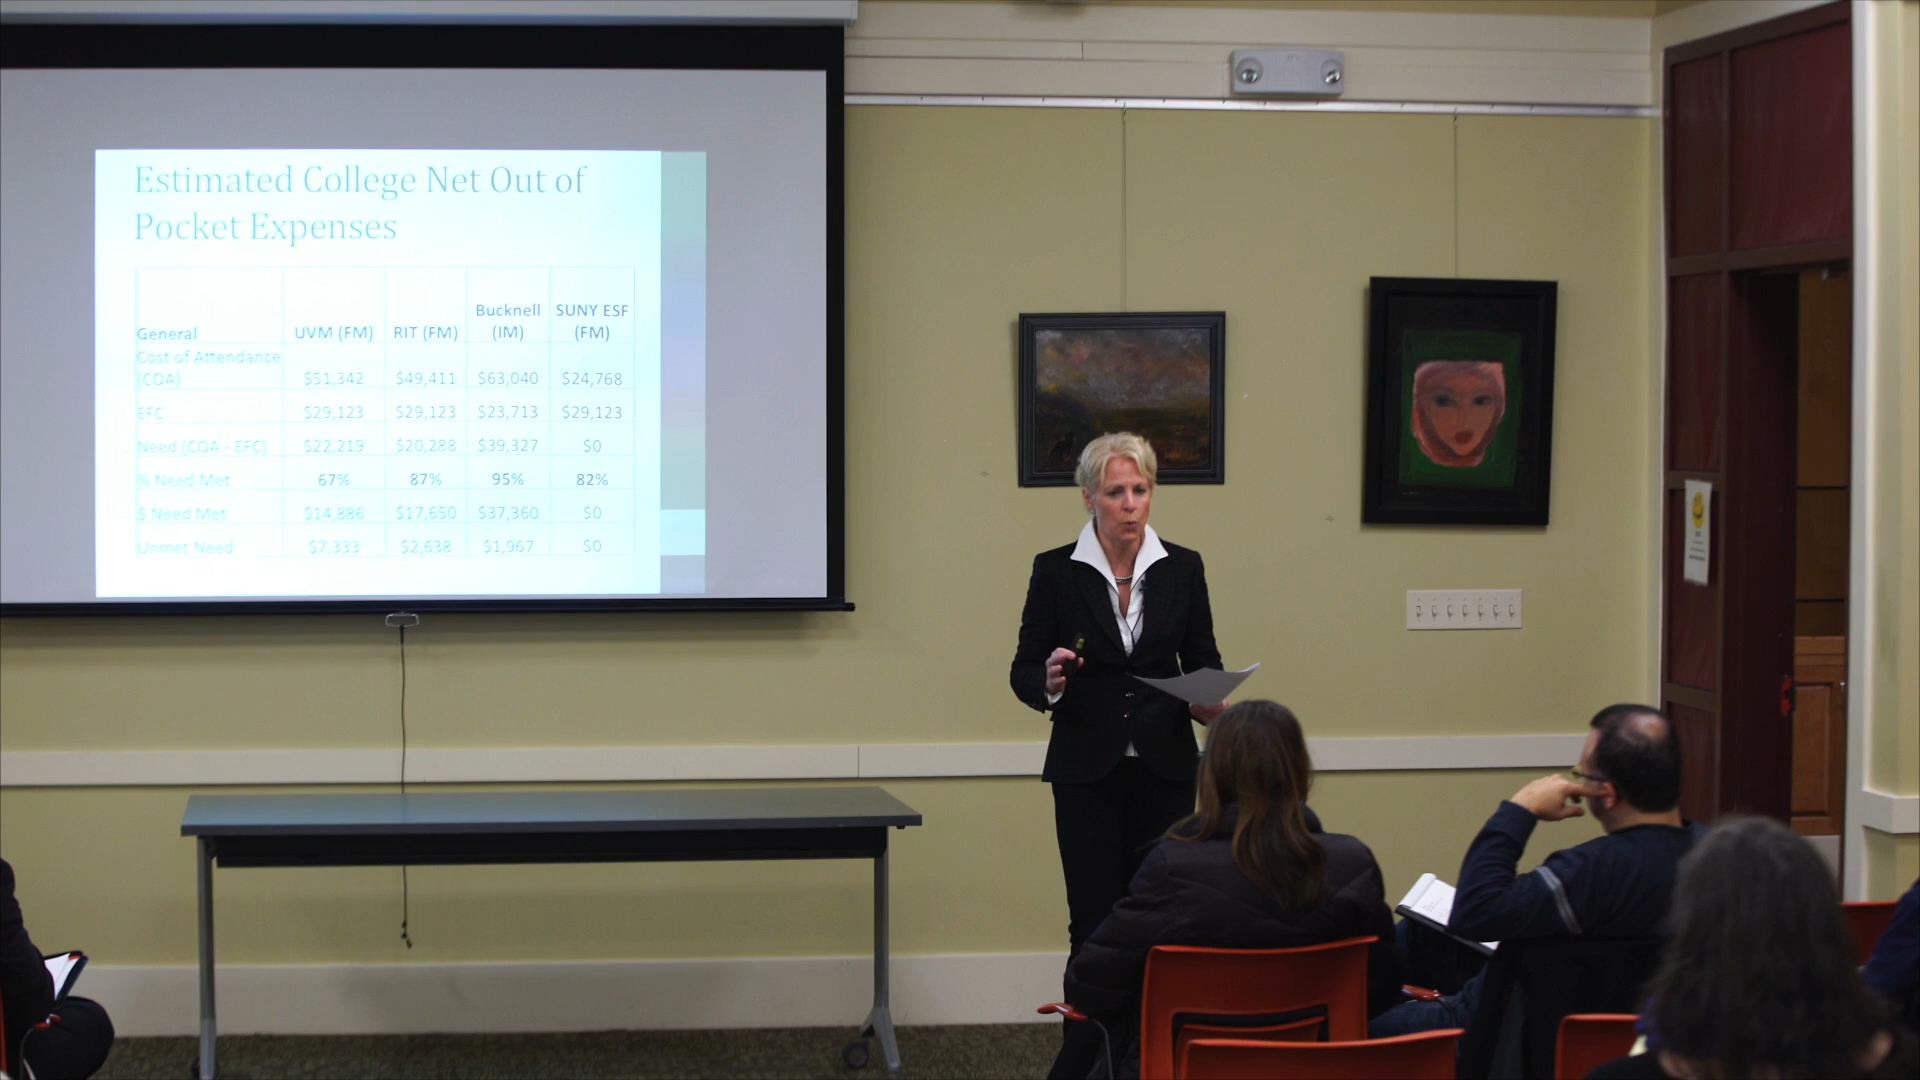 Estimated College Net Out of
Pocket Expenses
General UVM (FM) RIT (FM) Bucknell (IM) SUNY ESF (FM)
Cost of Attendance (COA) $51,342 $49,411 $63,040 $24,768
EFC $29,123 $29,123 $23,713 $29,123
Need (COA - EFC) $22,219 $20,288 $39,327 $0
% Need Met 67% 87% 95% 82%
$ Need Met $14,886 $17,650 $37,360 $0
Unmet Need $7,333 $2,638 $1,967 $0